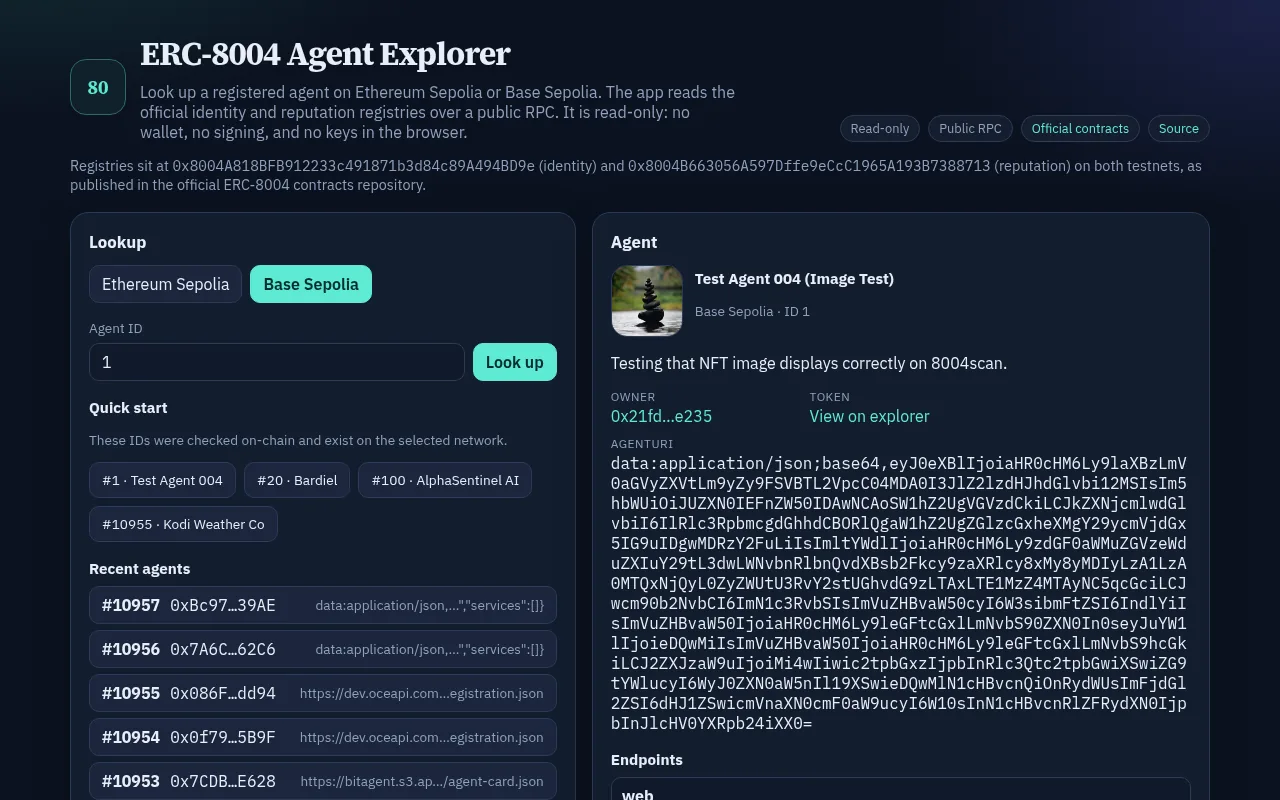 80
ERC-8004 Agent Explorer
Look up a registered agent on Ethereum Sepolia or Base Sepolia. The app reads the
official identity and reputation registries over a public RPC. It is read-only: no
wallet, no signing, and no keys in the browser.
Read-only
Public RPC
Official contracts
Source
Registries sit at 0x8004A818BFB912233c491871b3d84c89A494BD9e (identity) and 0x8004B663056A597Dffe9eCcC1965A193B7388713 (reputation) on both testnets, as
published in the official ERC-8004 contracts repository.
Lookup
Ethereum Sepolia
Base Sepolia
Agent ID
1
Look up
Quick start
These IDs were checked on-chain and exist on the selected network.
#1 · Test Agent 004
#20 · Bardiel
#100 · AlphaSentinel AI
#10955 · Kodi Weather Co
Recent agents
#10957 0xBc97…39AE data:application/json,…","services":[]}
#10956 0x7A6C…62C6 data:application/json,…","services":[]}
#10955 0x086F…dd94 https://dev.oceapi.com…egistration.json
#10954 0x0f79…5B9F https://dev.oceapi.com…egistration.json
#10953 0x7CDB…E628 https://bitagent.s3.ap…/agent-card.json
Agent
Test Agent 004 (Image Test)
Base Sepolia · ID 1
Testing that NFT image displays correctly on 8004scan.
OWNER
0x21fd…e235
TOKEN
View on explorer
AGENTURI
data:application/json;base64,eyJ0eXBlIjoiaHR0cHM6Ly9laXBzLmV
0aGVyZXVtLm9yZy9FSVBTL2VpcC04MDA0I3JlZ2lzdHJhdGlvbi12MSIsIm5
hbWUiOiJUZXN0IEFnZW50IDAwNCAoSW1hZ2UgVGVzdCkiLCJkZXNjcmlwdGl
vbiI6IlRlc3RpbmcgdGhhdCBORlQgaW1hZ2UgZGlzcGxheXMgY29ycmVjdGx
5IG9uIDgwMDRzY2FuLiIsImltYWdlIjoiaHR0cHM6Ly9zdGF0aWMuZGVzeWd
uZXIuY29tL3dwLWNvbnRlbnQvdXBsb2Fkcy9zaXRlcy8xMy8yMDIyLzA1LzA
0MTQxNjQyL0ZyZWUtU3RvY2stUGhvdG9zLTAxLTE1MzZ4MTAyNC5qcGciLCJ
wcm90b2NvbCI6ImN1c3RvbSIsImVuZHBvaW50cyI6W3sibmFtZSI6IndlYiI
sImVuZHBvaW50IjoiaHR0cHM6Ly9leGFtcGxlLmNvbS90ZXN0In0seyJuYW1
lIjoieDQwMiIsImVuZHBvaW50IjoiaHR0cHM6Ly9leGFtcGxlLmNvbS9hcGk
iLCJ2ZXJzaW9uIjoiMi4wIiwic2tpbGxzIjpbInRlc3Qtc2tpbGwiXSwiZG9
tYWlucyI6WyJ0ZXN0aW5nIl19XSwieDQwMlN1cHBvcnQiOnRydWUsImFjdGl
2ZSI6dHJ1ZSwicmVnaXN0cmF0aW9ucyI6W10sInN1cHBvcnRlZFRydXN0Ijp
bInJlcHV0YXRpb24iXX0=
Endpoints
web